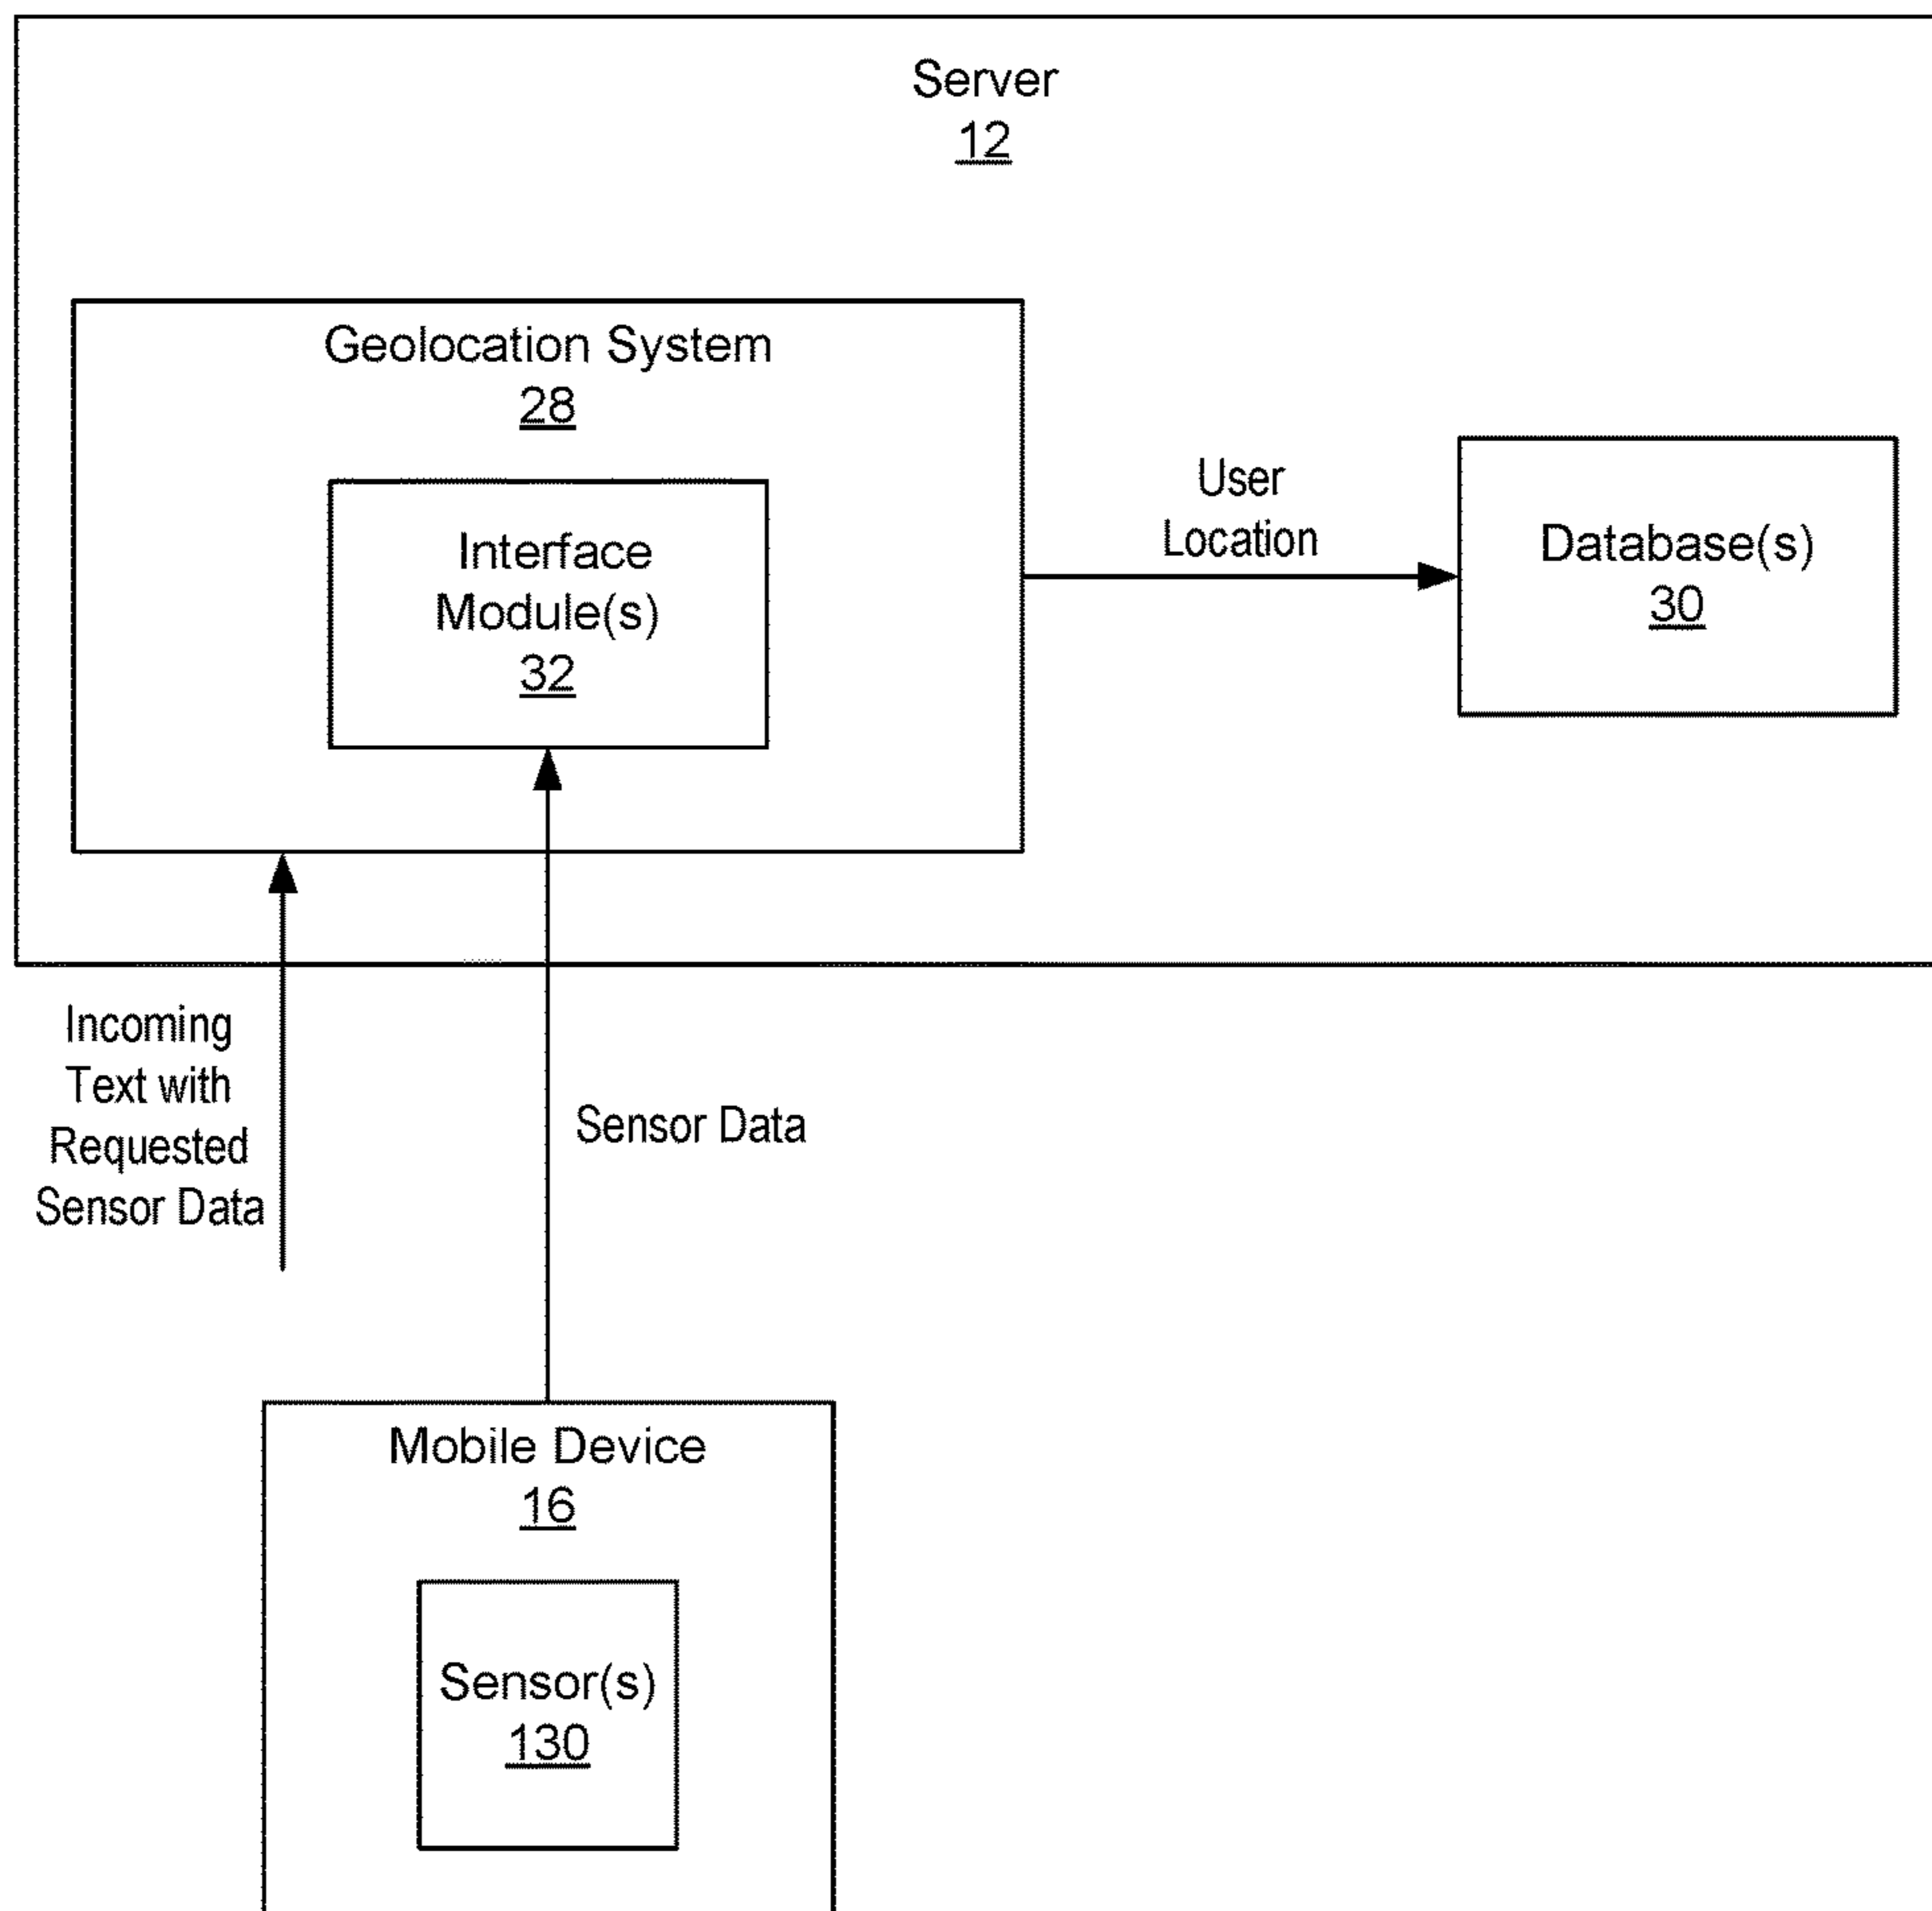 Server
12
Geolocation System
28
Interface
Module(s)
32
User
Location
Database(s)
30
Incoming
Text with
Requested
Sensor Data
Sensor Data
Mobile Device
16
Sensor(s)
130